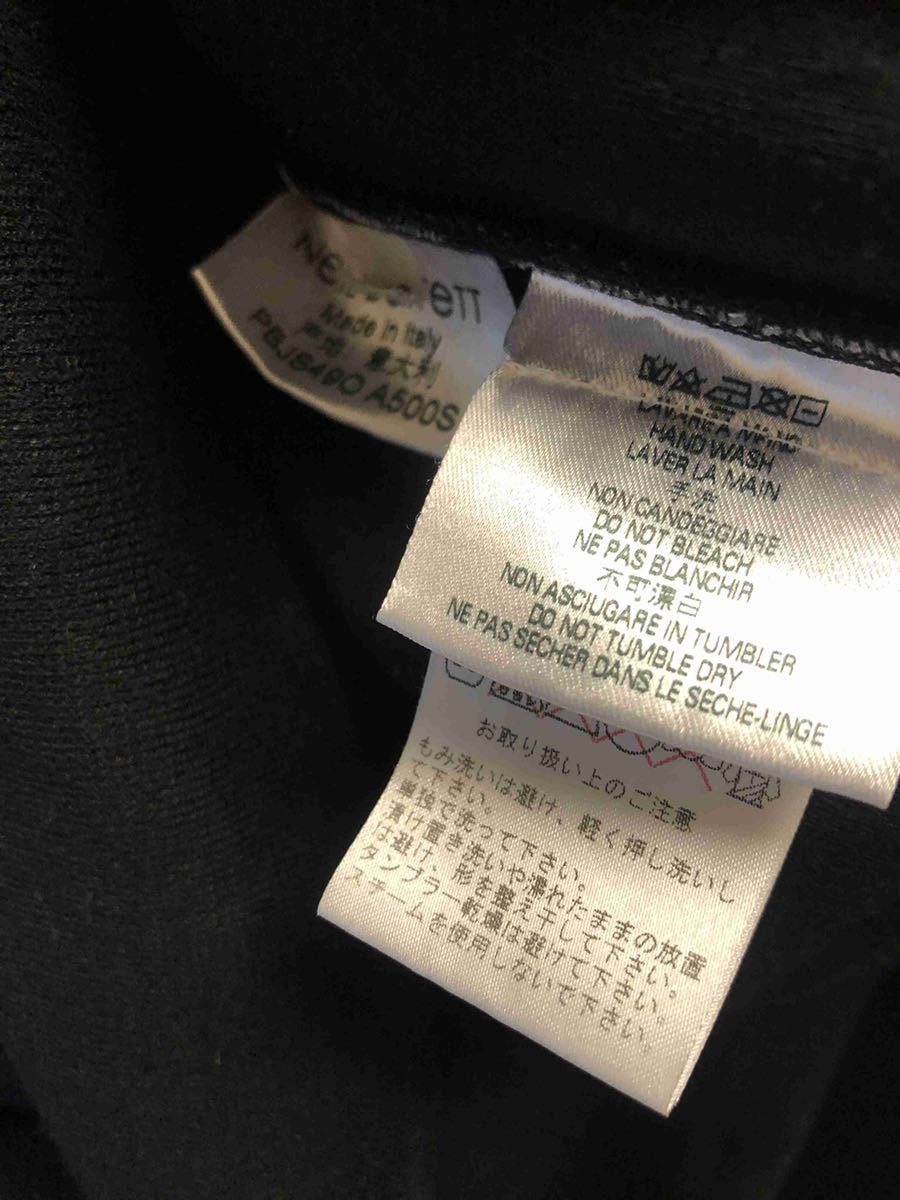 Made in Italy
產地 意大利
PBJS49O A500S
LAVARE A MANO
HAND WASH
LAVER LA MAIN
手洗
NON CANDEGGIARE
DO NOT BLEACH
NE PAS BLANCHIR
不可漂白
NON ASCIUGARE IN TUMBLER
DO NOT TUMBLE DRY
NE PAS SECHER DANS LE SECHE-LINGE
お取り扱い上のご注意
もみ洗いは避け、軽く押し洗いし
て下さい。
単独で洗って下さい。
漬け置き洗いや濡れたままの放置
は避け、形を整え干して下さい。
タンブラー乾燥は避けて下さい。
スチームを使用しないで下さい。